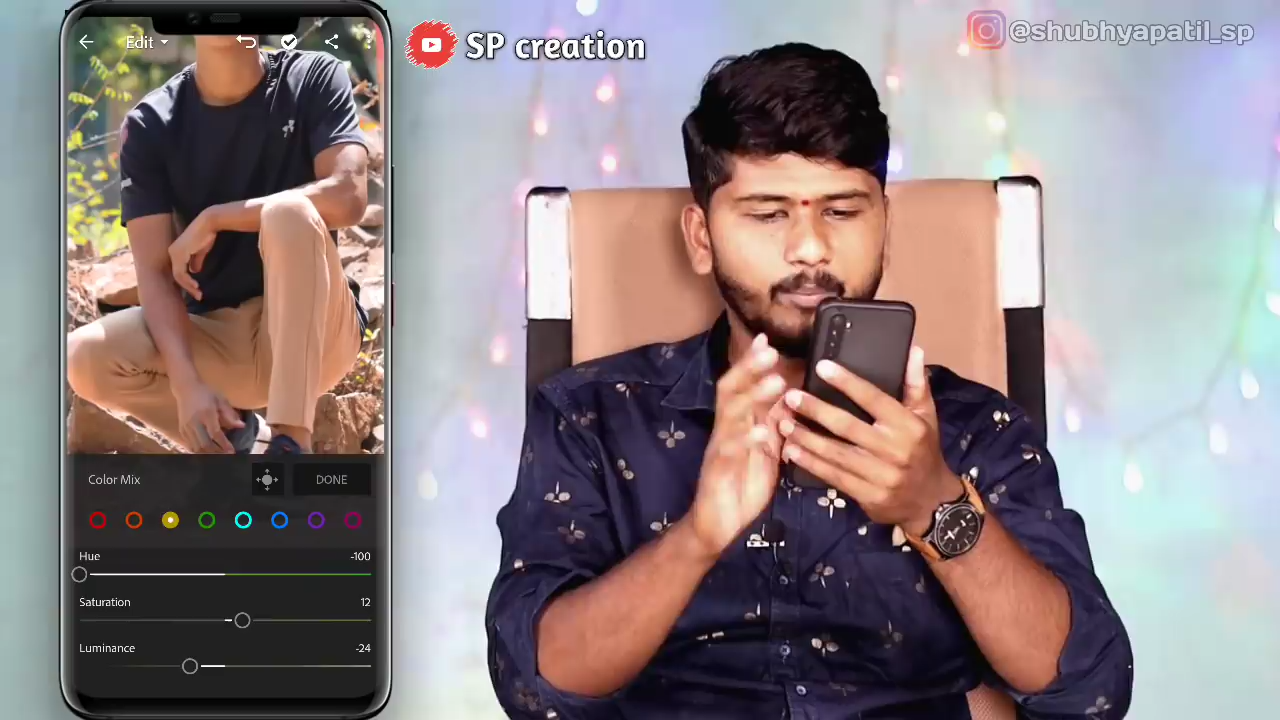 Edit
SP creation
@shubhyapatil_sp
Color Mix
DONE
Hue -100
Saturation 12
Luminance -24